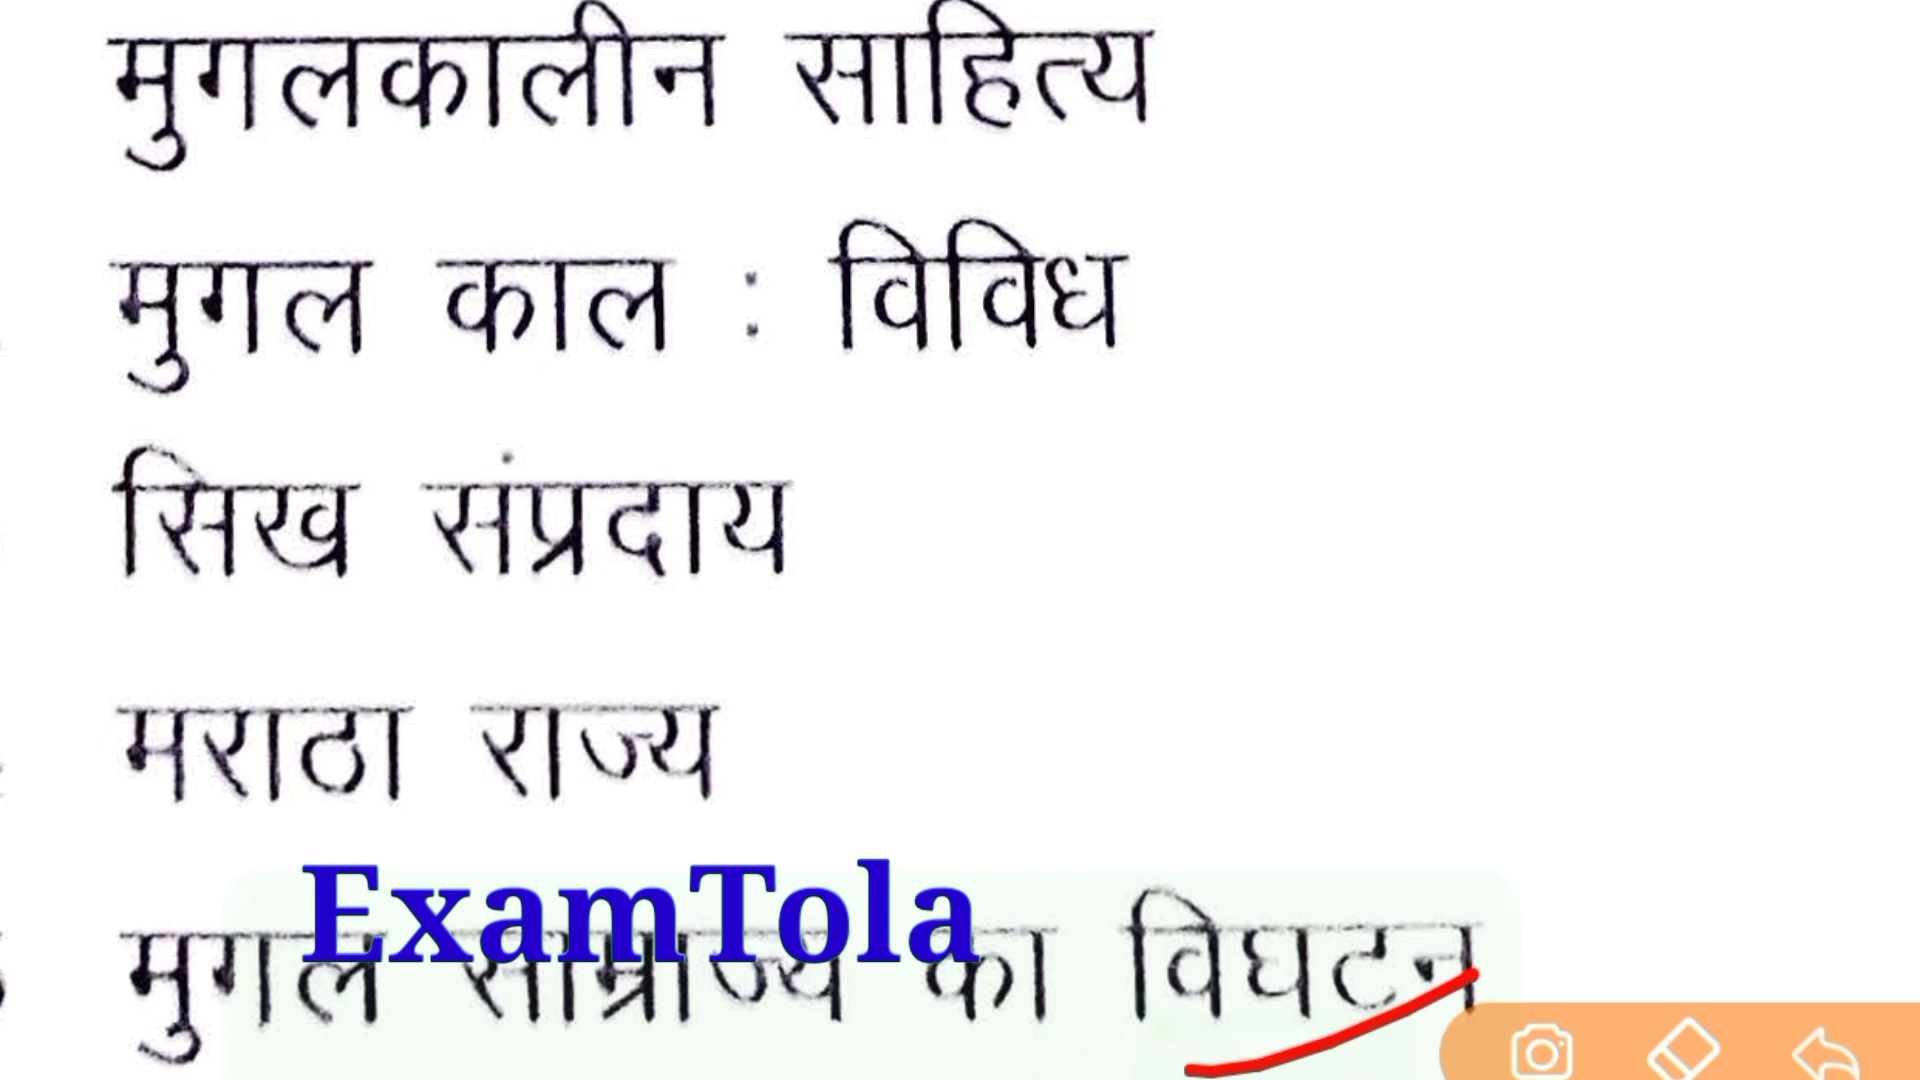 मुगलकालीन साहित्य
मुगल काल : विविध
सिख संप्रदाय
मराठा राज्य
ExamTola
मुगल साम्राज्य का विघटन